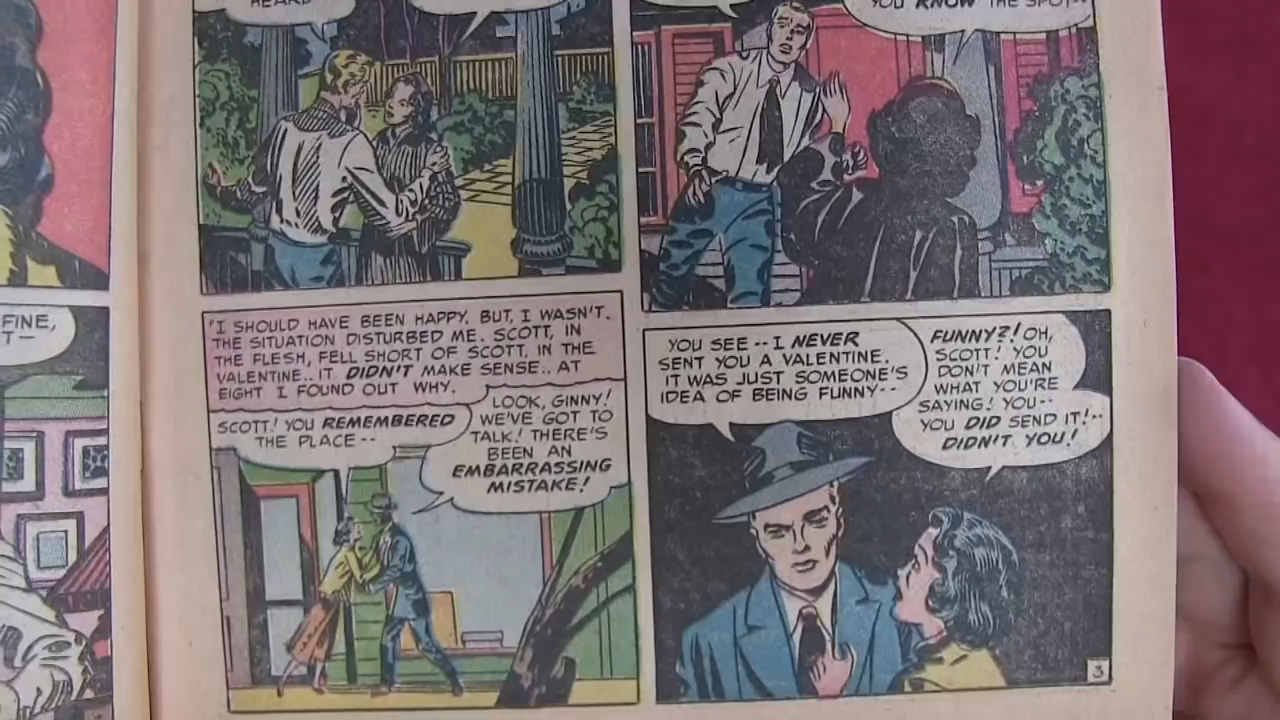 HEARD
YOU KNOW THE SPOT--
FINE,
T—
"I SHOULD HAVE BEEN HAPPY, BUT, I WASN'T.
THE SITUATION DISTURBED ME. SCOTT, IN
THE FLESH, FELL SHORT OF SCOTT, IN THE
VALENTINE.. IT DIDN'T MAKE SENSE.. AT
EIGHT I FOUND OUT WHY.
SCOTT! YOU REMEMBERED
THE PLACE--
LOOK, GINNY!
WE'VE GOT TO
TALK! THERE'S
BEEN AN
EMBARRASSING
MISTAKE!
YOU SEE--I NEVER
SENT YOU A VALENTINE.
IT WAS JUST SOMEONE'S
IDEA OF BEING FUNNY--
FUNNY?! OH,
SCOTT! YOU
DON'T MEAN
WHAT YOU'RE
SAYING! YOU--
YOU DID SEND IT!--
DIDN'T YOU!
3